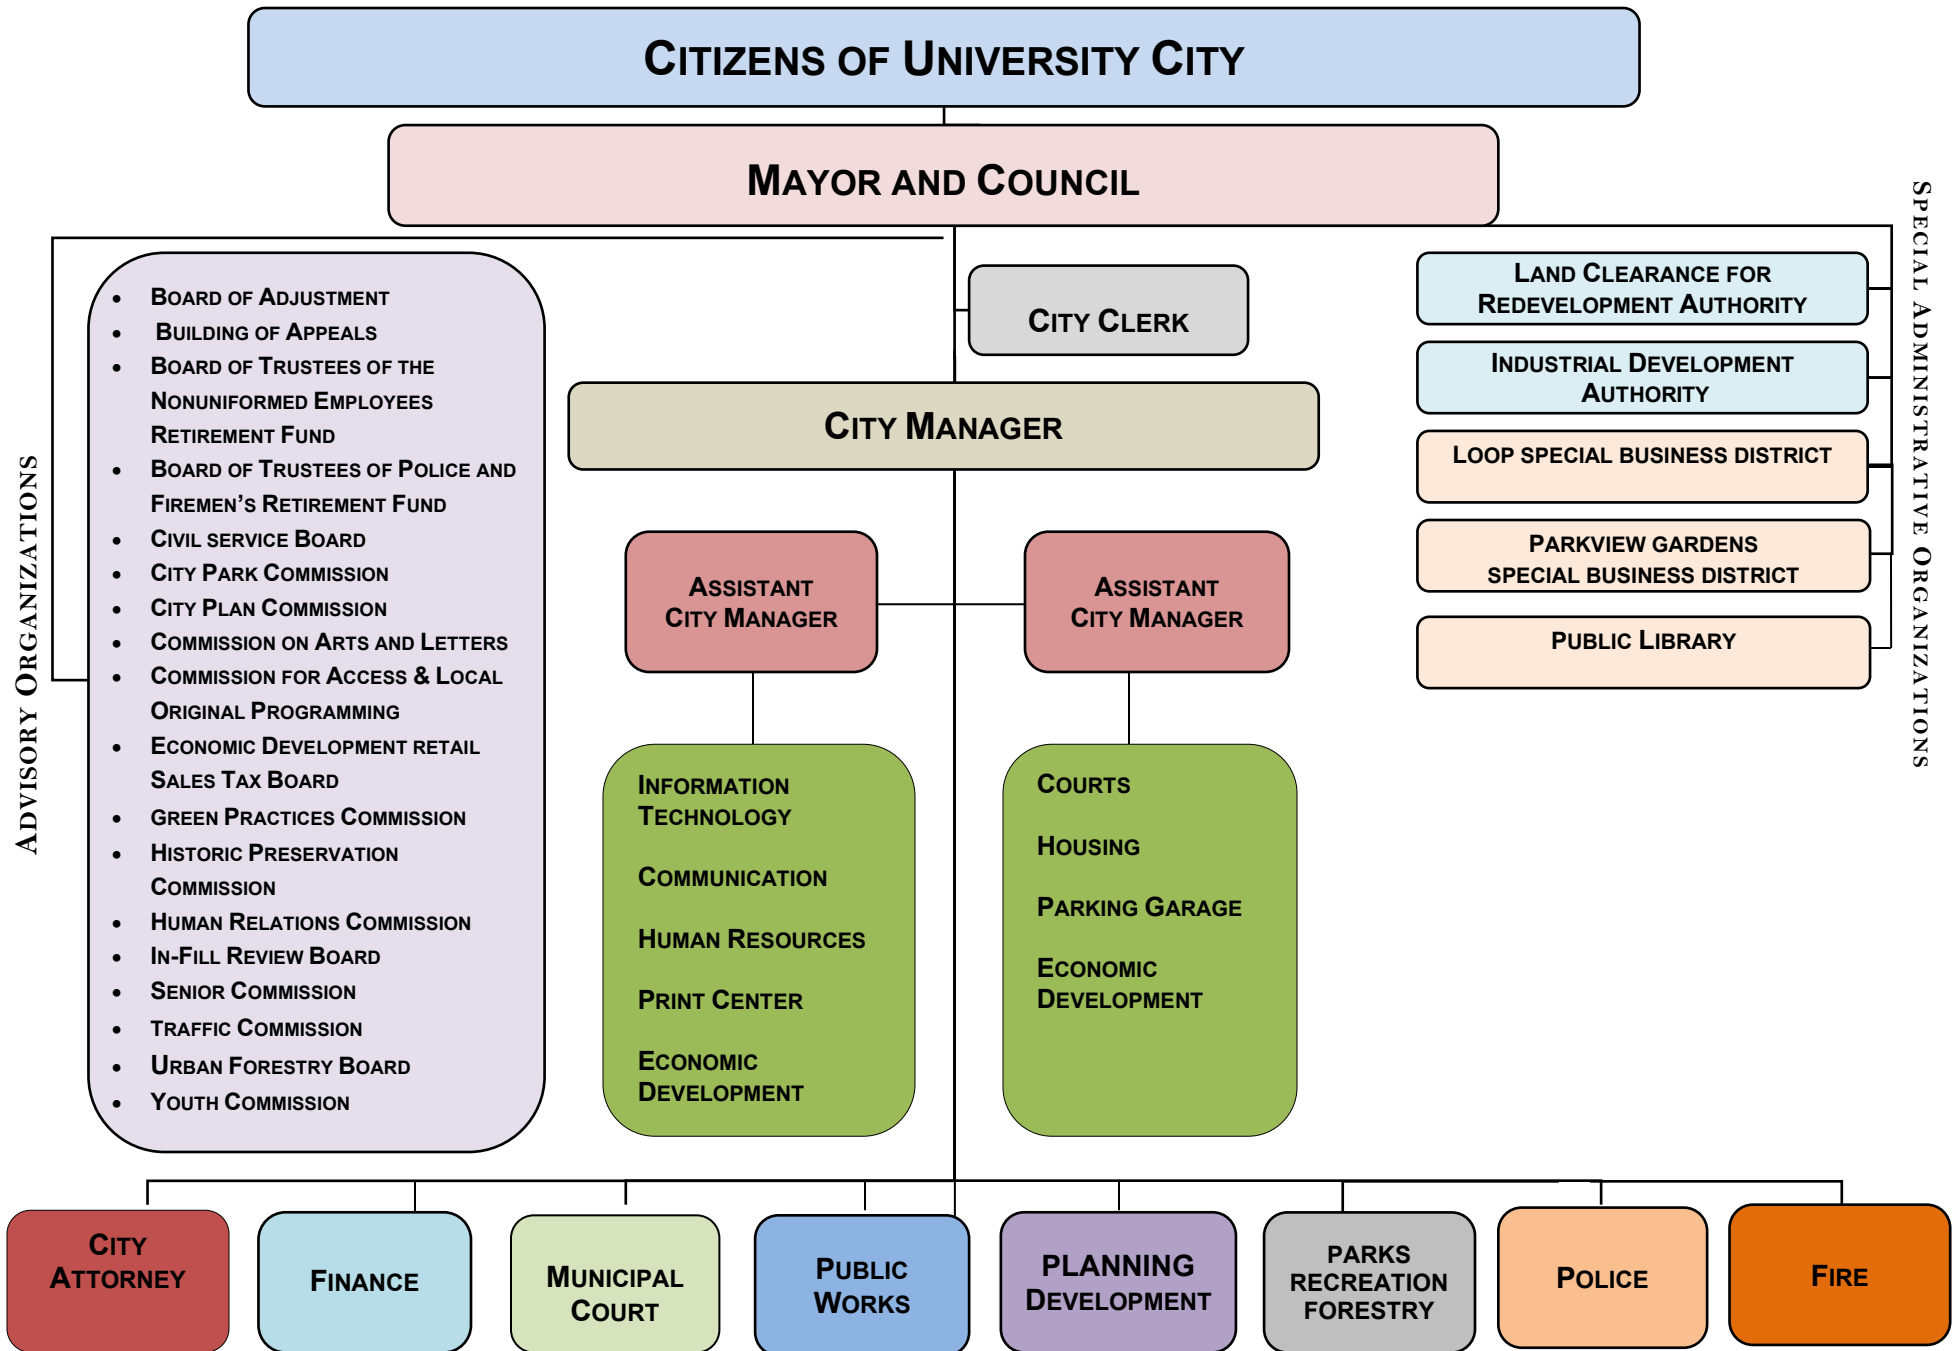 CITIZENS OF UNIVERSITY CITY
MAYOR AND COUNCIL
ADVISORY ORGANIZATIONS
• BOARD OF ADJUSTMENT
• BUILDING OF APPEALS
• BOARD OF TRUSTEES OF THE
NONUNIFORMED EMPLOYEES
RETIREMENT FUND
• BOARD OF TRUSTEES OF POLICE AND
FIREMEN’S RETIREMENT FUND
• CIVIL SERVICE BOARD
• CITY PARK COMMISSION
• CITY PLAN COMMISSION
• COMMISSION ON ARTS AND LETTERS
• COMMISSION FOR ACCESS & LOCAL
ORIGINAL PROGRAMMING
• ECONOMIC DEVELOPMENT RETAIL
SALES TAX BOARD
• GREEN PRACTICES COMMISSION
• HISTORIC PRESERVATION
COMMISSION
• HUMAN RELATIONS COMMISSION
• IN-FILL REVIEW BOARD
• SENIOR COMMISSION
• TRAFFIC COMMISSION
• URBAN FORESTRY BOARD
• YOUTH COMMISSION
CITY CLERK
CITY MANAGER
ASSISTANT
CITY MANAGER
ASSISTANT
CITY MANAGER
INFORMATION
TECHNOLOGY
COMMUNICATION
HUMAN RESOURCES
PRINT CENTER
ECONOMIC
DEVELOPMENT
COURTS
HOUSING
PARKING GARAGE
ECONOMIC
DEVELOPMENT
LAND CLEARANCE FOR
REDEVELOPMENT AUTHORITY
INDUSTRIAL DEVELOPMENT
AUTHORITY
LOOP SPECIAL BUSINESS DISTRICT
PARKVIEW GARDENS
SPECIAL BUSINESS DISTRICT
PUBLIC LIBRARY
SPECIAL ADMINISTRATIVE ORGANIZATIONS
CITY
ATTORNEY
FINANCE
MUNICIPAL
COURT
PUBLIC
WORKS
PLANNING
DEVELOPMENT
PARKS
RECREATION
FORESTRY
POLICE
FIRE